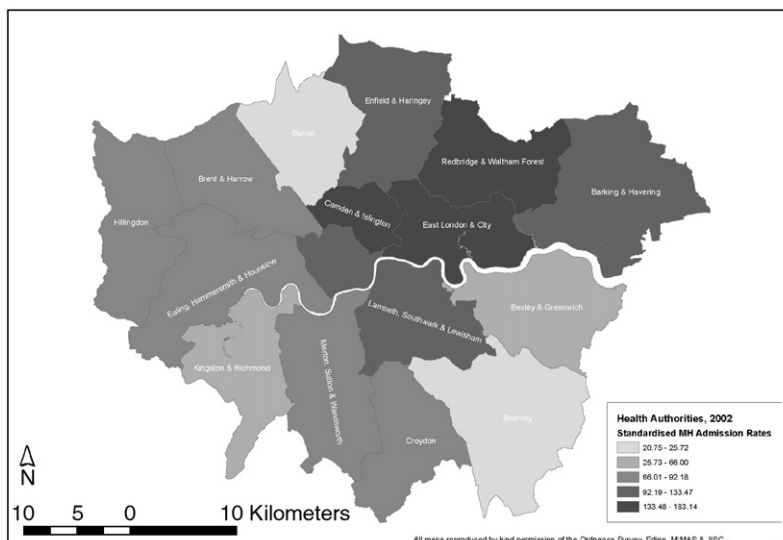 Enfield & Haringey
Barnet
Redbridge & Waltham Forest
Brent & Harrow
Barking & Havering
Camden & Islington
Hillingdon
East London & City
Ealing, Hammersmith & Hounslow
Lambeth, Southwark & Lewisham
Bexley & Greenwich
Kingston & Richmond
Merton, Sutton & Wandsworth
Croydon
Bromley
Health Authorities, 2002
Standardised MH Admission Rates
20.75 - 25.72
25.73 - 66.00
66.01 - 92.18
92.19 - 133.47
133.48 - 183.14
N
10 5 0 10 Kilometers
All maps reproduced by kind permission of the Ordnance Survey, Edina, MIMAS & JISC